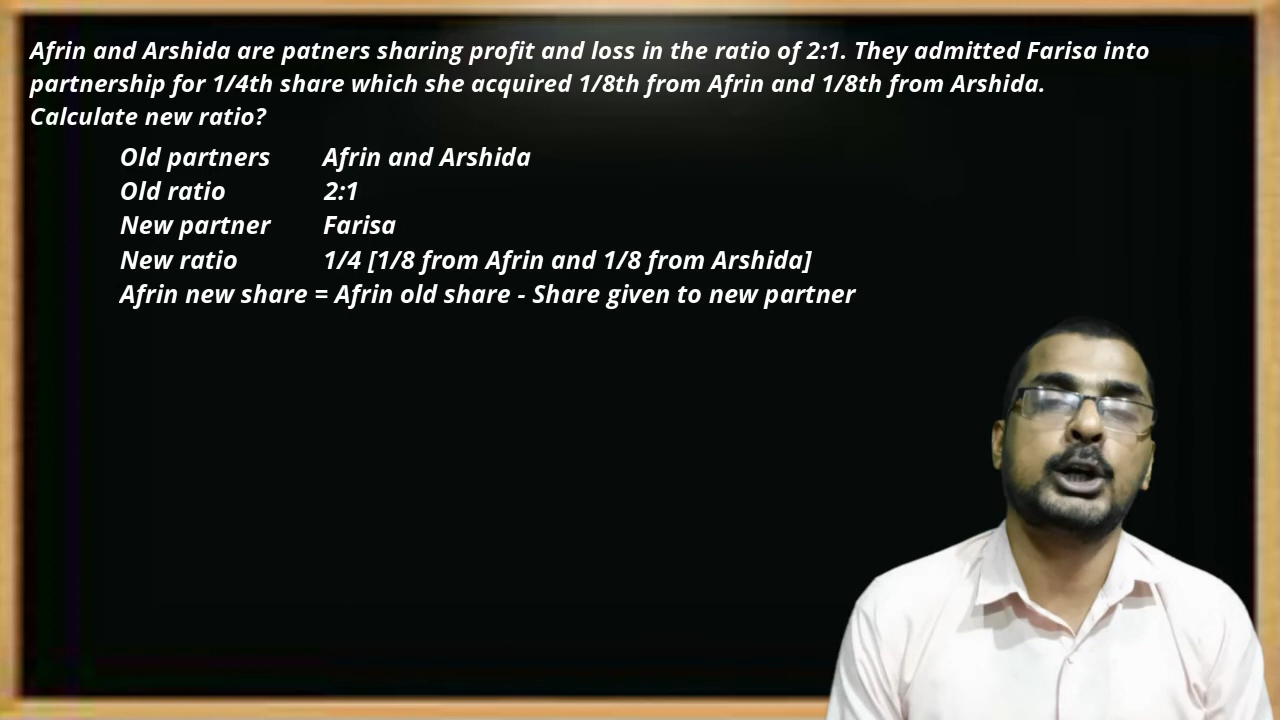 Afrin and Arshida are patners sharing profit and loss in the ratio of 2:1. They admitted Farisa into
partnership for 1/4th share which she acquired 1/8th from Afrin and 1/8th from Arshida.
Calculate new ratio?
Old partners Afrin and Arshida
Old ratio 2:1
New partner Farisa
New ratio 1/4 [1/8 from Afrin and 1/8 from Arshida]
Afrin new share = Afrin old share - Share given to new partner